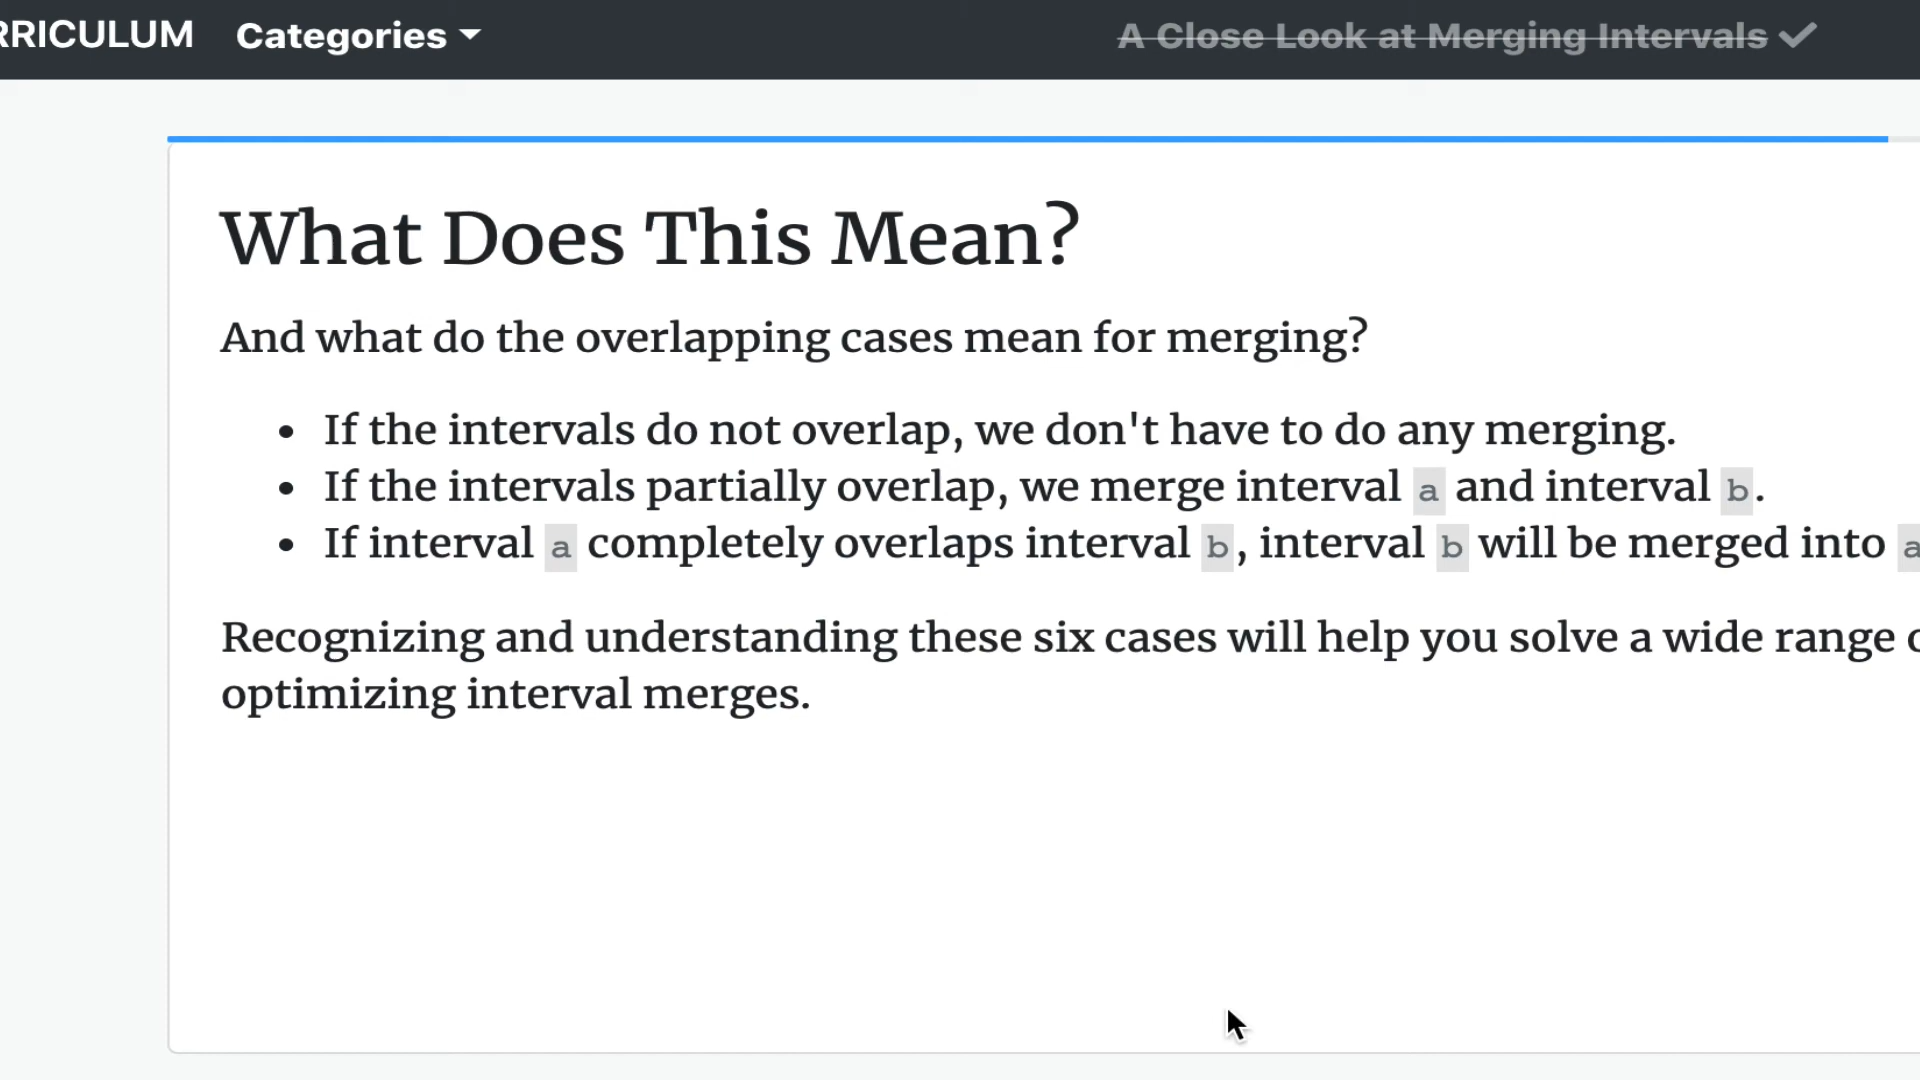 RRICULUM Categories A Close Look at Merging Intervals
What Does This Mean?
And what do the overlapping cases mean for merging?
If the intervals do not overlap, we don't have to do any merging.
If the intervals partially overlap, we merge interval a and interval b.
If interval a completely overlaps interval b, interval b will be merged into a
Recognizing and understanding these six cases will help you solve a wide range
optimizing interval merges.